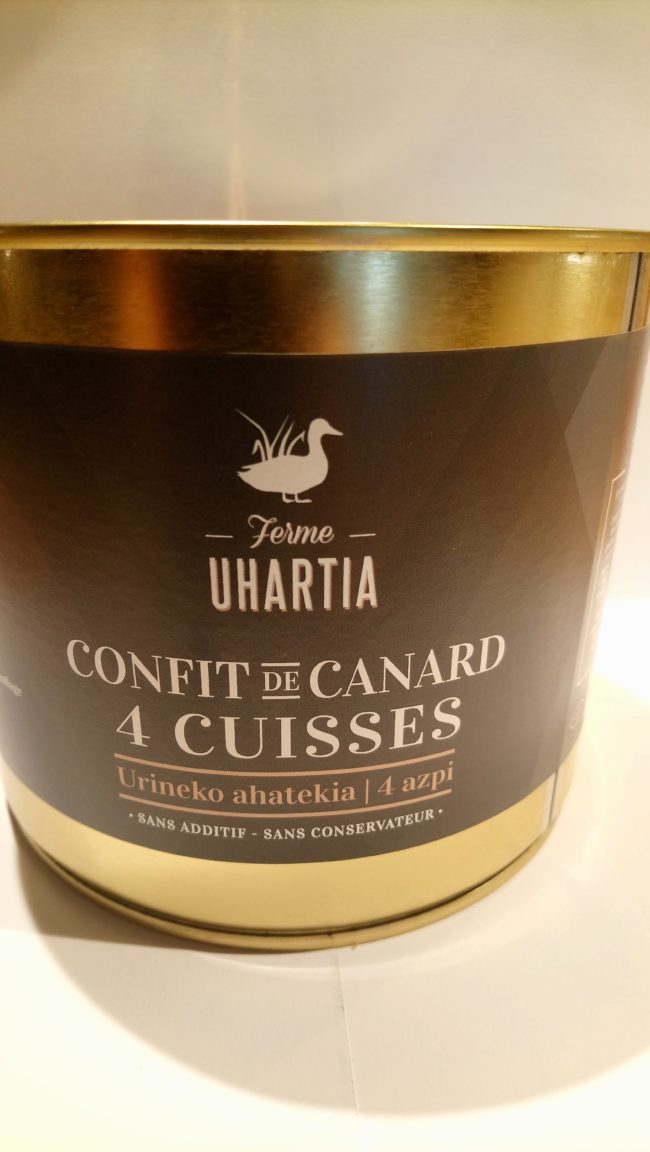 Ferme
UHARTIA
CONFIT DE CANARD
4 CUISSES
Urineko ahatekia | 4 azpi
· SANS ADDITIF - SANS CONSERVATEUR ·